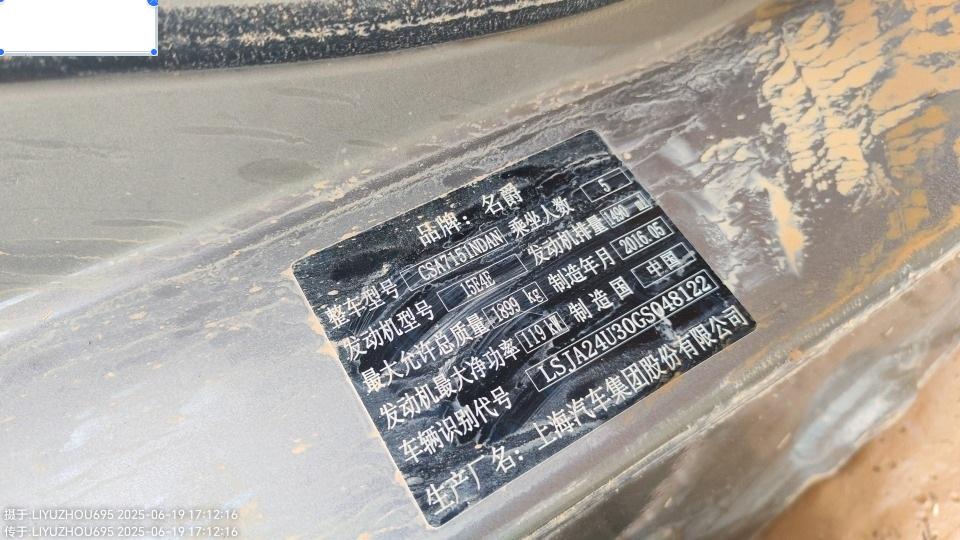 品牌：名爵
整车型号 CSA7151NDAN 乘坐人数 5
发动机型号 15E4E 发动机排量 1490 ml
最大允许总质量 1899 kg 制造年月 2016.05
发动机最大净功率 119 kW 制造国 中国
车辆识别代号 LSJA24U30GS048122
生产厂名：上海汽车集团股份有限公司
摄于:LIYUZHOU695 2025-06-19 17:12:16
传于:LIYUZHOU695 2025-06-19 17:12:16